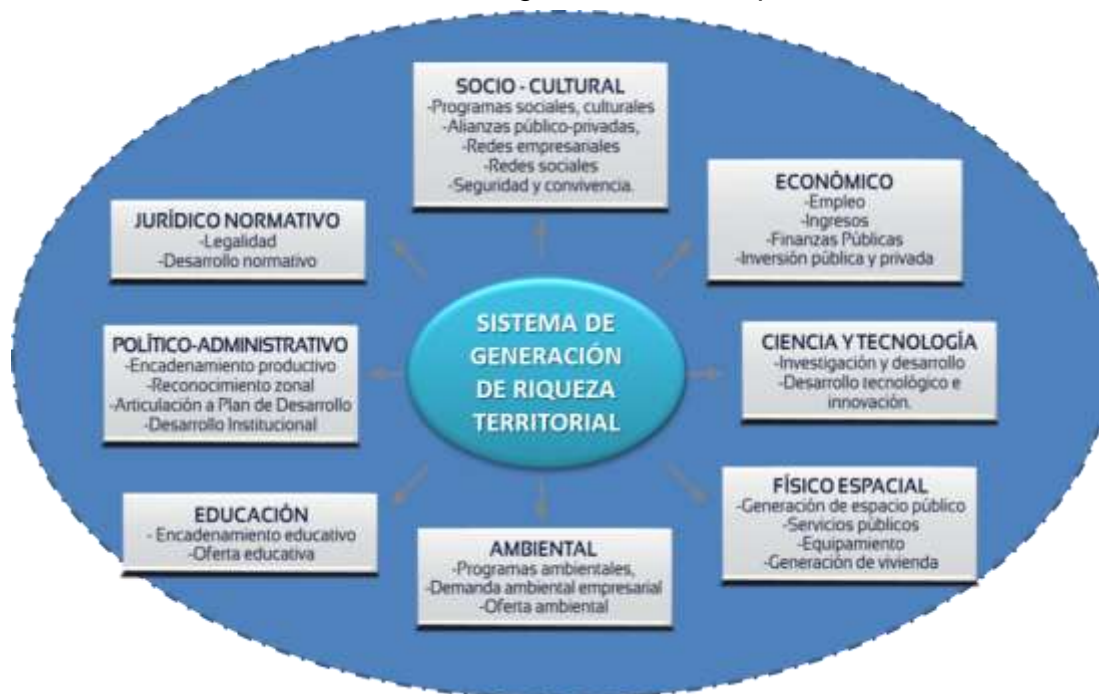 SOCIO - CULTURAL
-Programas sociales, culturales
-Alianzas público-privadas,
-Redes empresariales
-Redes sociales
-Seguridad y convivencia.
ECONÓMICO
-Empleo
-Ingresos
-Finanzas Públicas
-Inversión pública y privada
JURÍDICO NORMATIVO
-Legalidad
-Desarrollo normativo
SISTEMA DE
GENERACIÓN
DE RIQUEZA
TERRITORIAL
POLÍTICO-ADMINISTRATIVO
-Encadenamiento productivo
-Reconocimiento zonal
-Articulación a Plan de Desarrollo
-Desarrollo Institucional
CIENCIA Y TECNOLOGÍA
-Investigación y desarrollo
-Desarrollo tecnológico e
innovación.
EDUCACIÓN
- Encadenamiento educativo
-Oferta educativa
AMBIENTAL
-Programas ambientales,
-Demanda ambiental empresarial
-Oferta ambiental
FÍSICO ESPACIAL
-Generación de espacio público
-Servicios públicos
-Equipamiento
-Generación de vivienda